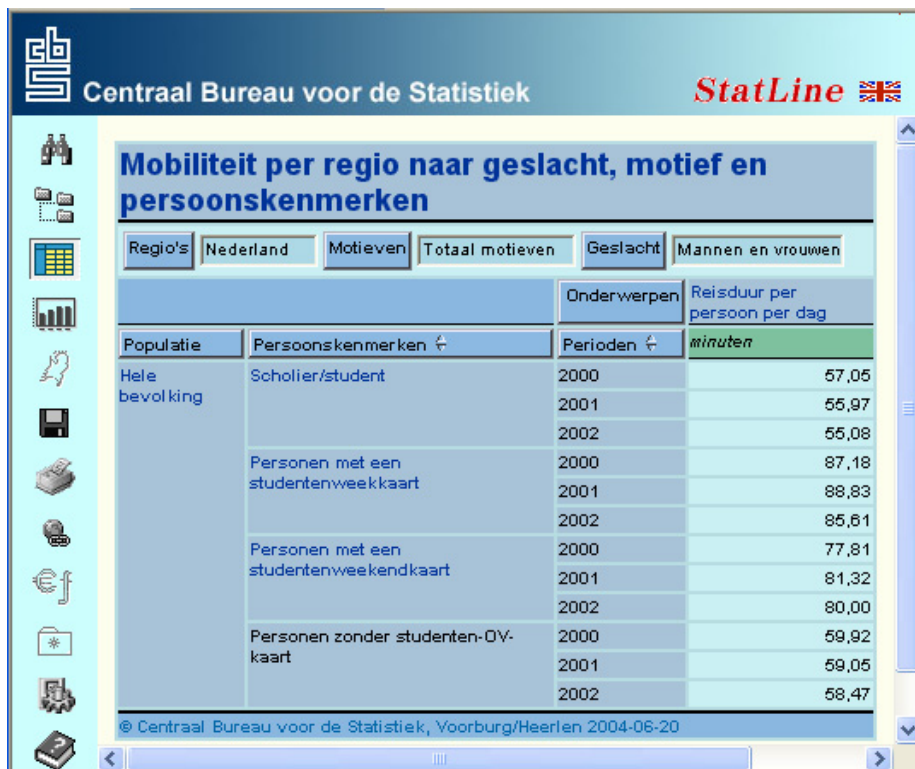 cbs
Centraal Bureau voor de Statistiek StatLine
Mobiliteit per regio naar geslacht, motief en
persoonskenmerken
Regio's Nederland Motieven Totaal motieven Geslacht Mannen en vrouwen
Onderwerpen Reisduur per
persoon per dag
Populatie Persoonskenmerken Perioden minuten
Hele Scholier/student 2000 57,05
bevolking 2001 55,97
2002 55,08
Personen met een 2000 87,18
studentenweekkaart 2001 88,83
2002 85,61
Personen met een 2000 77,81
studentenweekendkaart 2001 81,32
2002 80,00
Personen zonder studenten-OV- 2000 59,92
kaart 2001 59,05
2002 58,47
© Centraal Bureau voor de Statistiek, Voorburg/Heerlen 2004-06-20